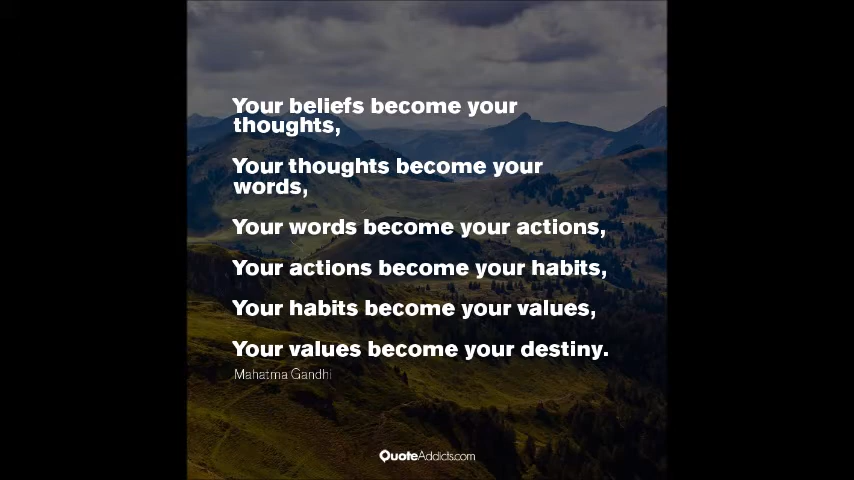 Your beliefs become your
thoughts,
Your thoughts become your
words,
Your words become your actions,
Your actions become your habits,
Your habits become your values,
Your values become your destiny.
Mahatma Gandhi
QuoteAddicts.com